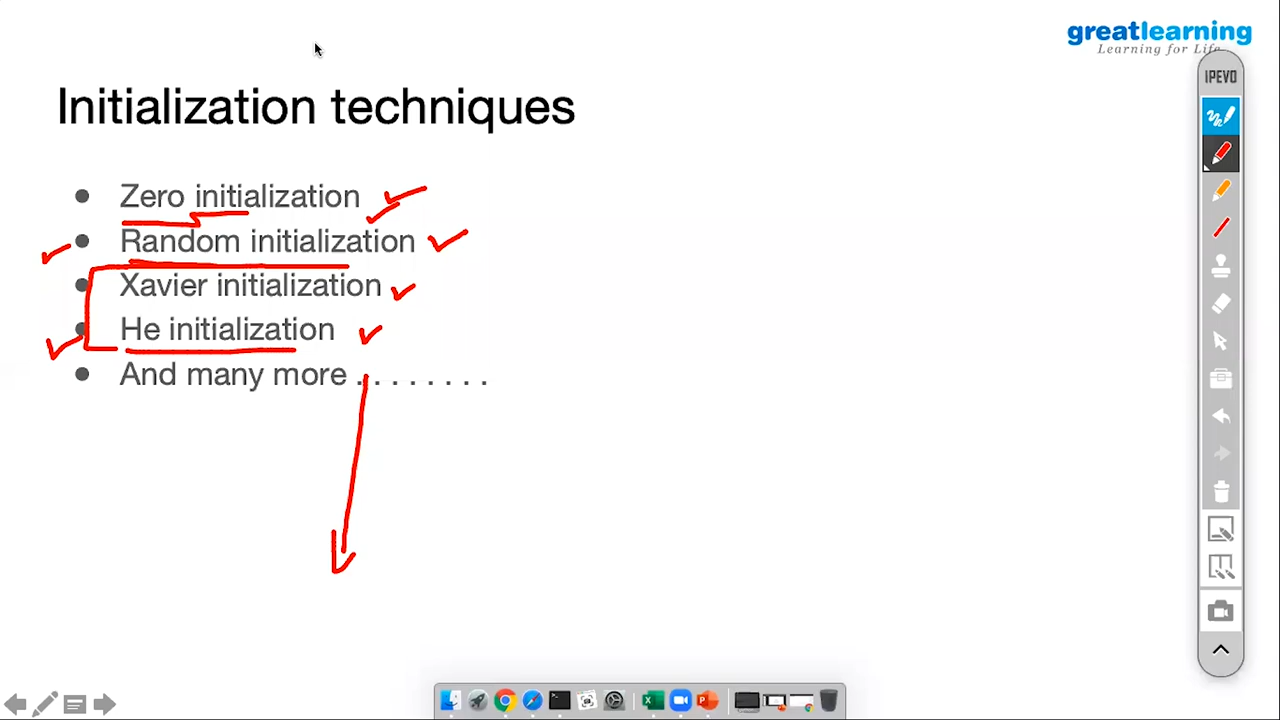 greatlearning
Learning for Life
IPEVO
Initialization techniques
● Zero initialization
● Random initialization
● Xavier initialization
● He initialization
● And many more . . . . . . . .